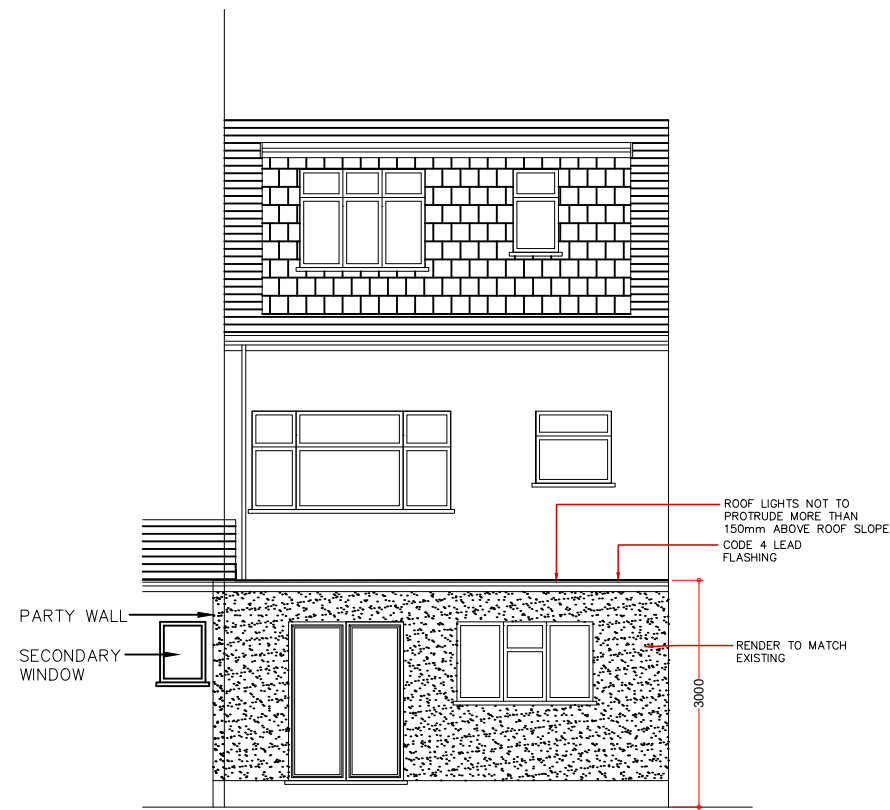 ROOF LIGHTS NOT TO
PROTRUDE MORE THAN
150mm ABOVE ROOF SLOPE
CODE 4 LEAD
FLASHING
PARTY WALL
SECONDARY
WINDOW
RENDER TO MATCH
EXISTING
3000